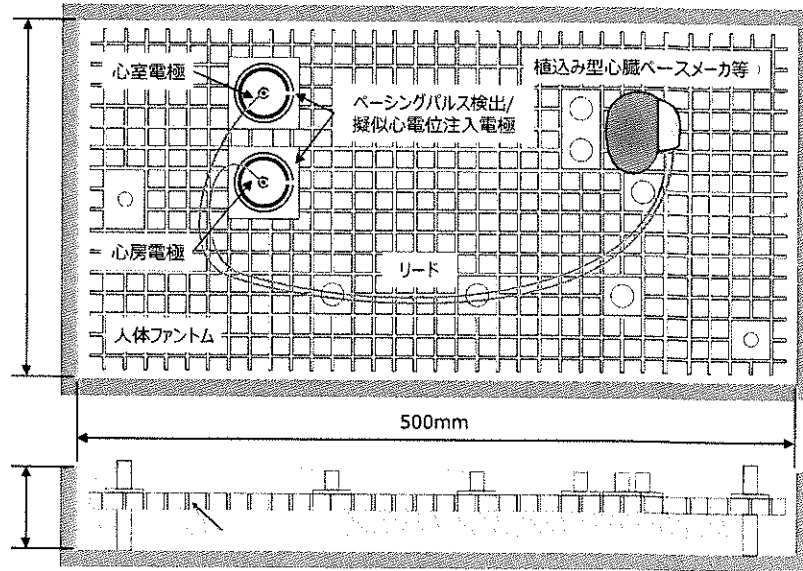 心室電極
植込み型心臓ペースメーカ等
ペーシングパルス検出/
擬似心電位注入電極
心房電極
リード
人体ファントム
500mm